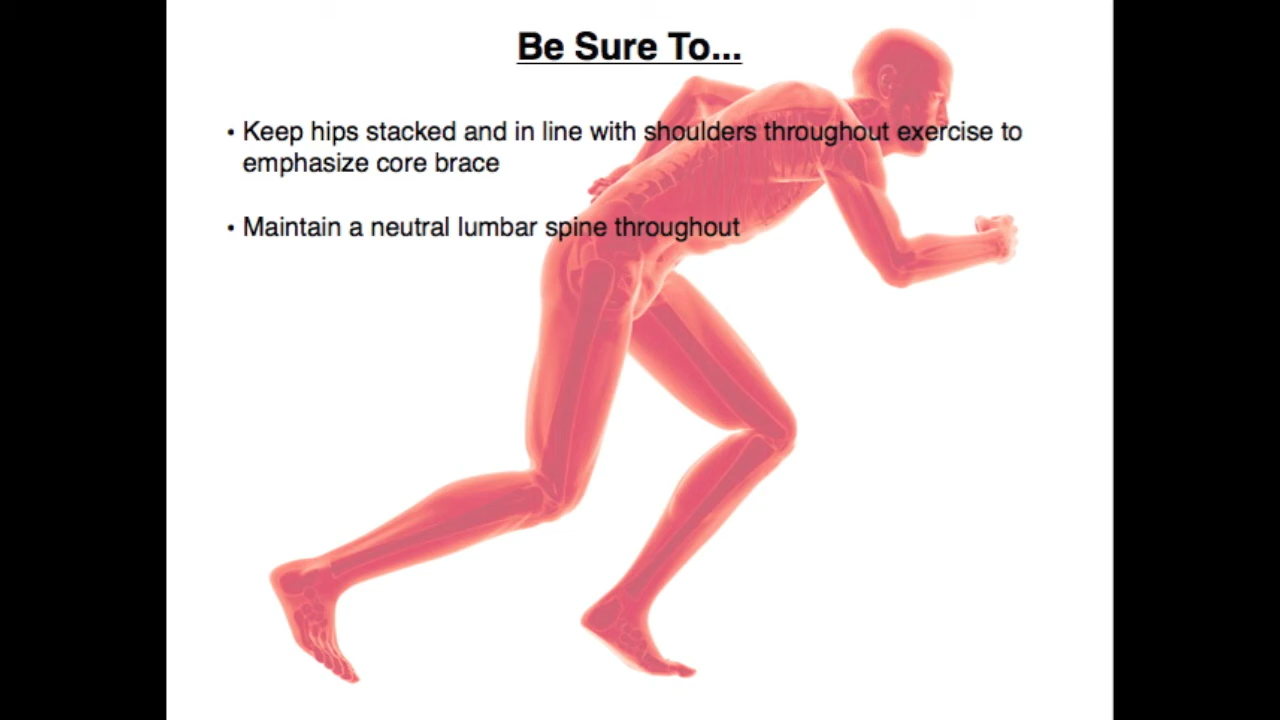 Be Sure To...
• Keep hips stacked and in line with shoulders throughout exercise to
emphasize core brace
• Maintain a neutral lumbar spine throughout